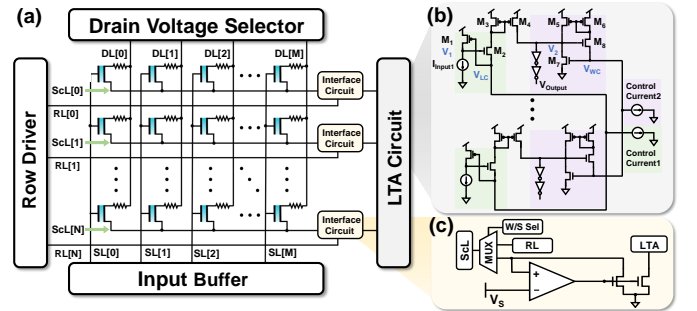 (a)
Drain Voltage Selector
DL[0] DL[1] DL[2] DL[M]
Row Driver
ScL[0]
RL[0]
ScL[1]
RL[1]
ScL[N]
RL[N]
SL[0] SL[1] SL[2] SL[M]
Input Buffer
Interface
Circuit
Interface
Circuit
Interface
Circuit
LTA Circuit
(b)
M3 M4 M5 M6
M1
V1
M2
V2
M8
IInput1
M7
VLC
VWC
VOutput
Control
Current2
Control
Current1
(c)
ScL
MUX
W/S Sel
RL
LTA
+
−
VS